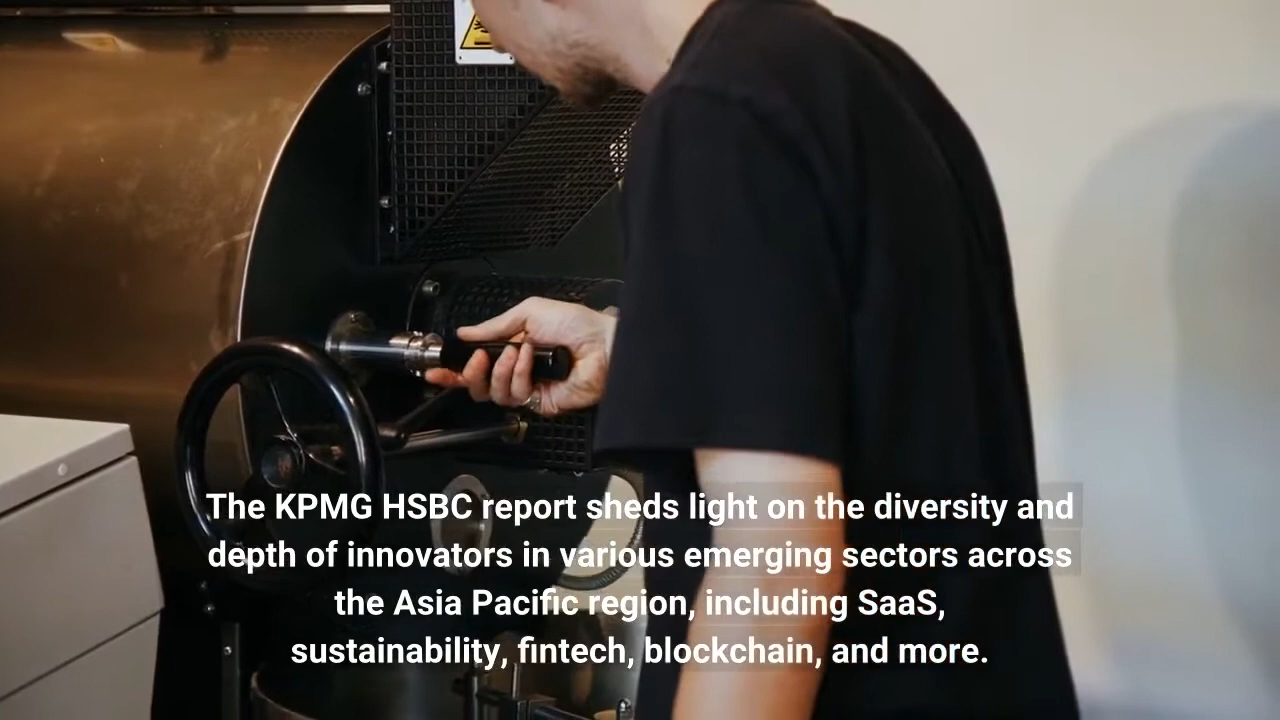 The KPMG HSBC report sheds light on the diversity and
depth of innovators in various emerging sectors across
the Asia Pacific region, including SaaS,
sustainability, fintech, blockchain, and more.